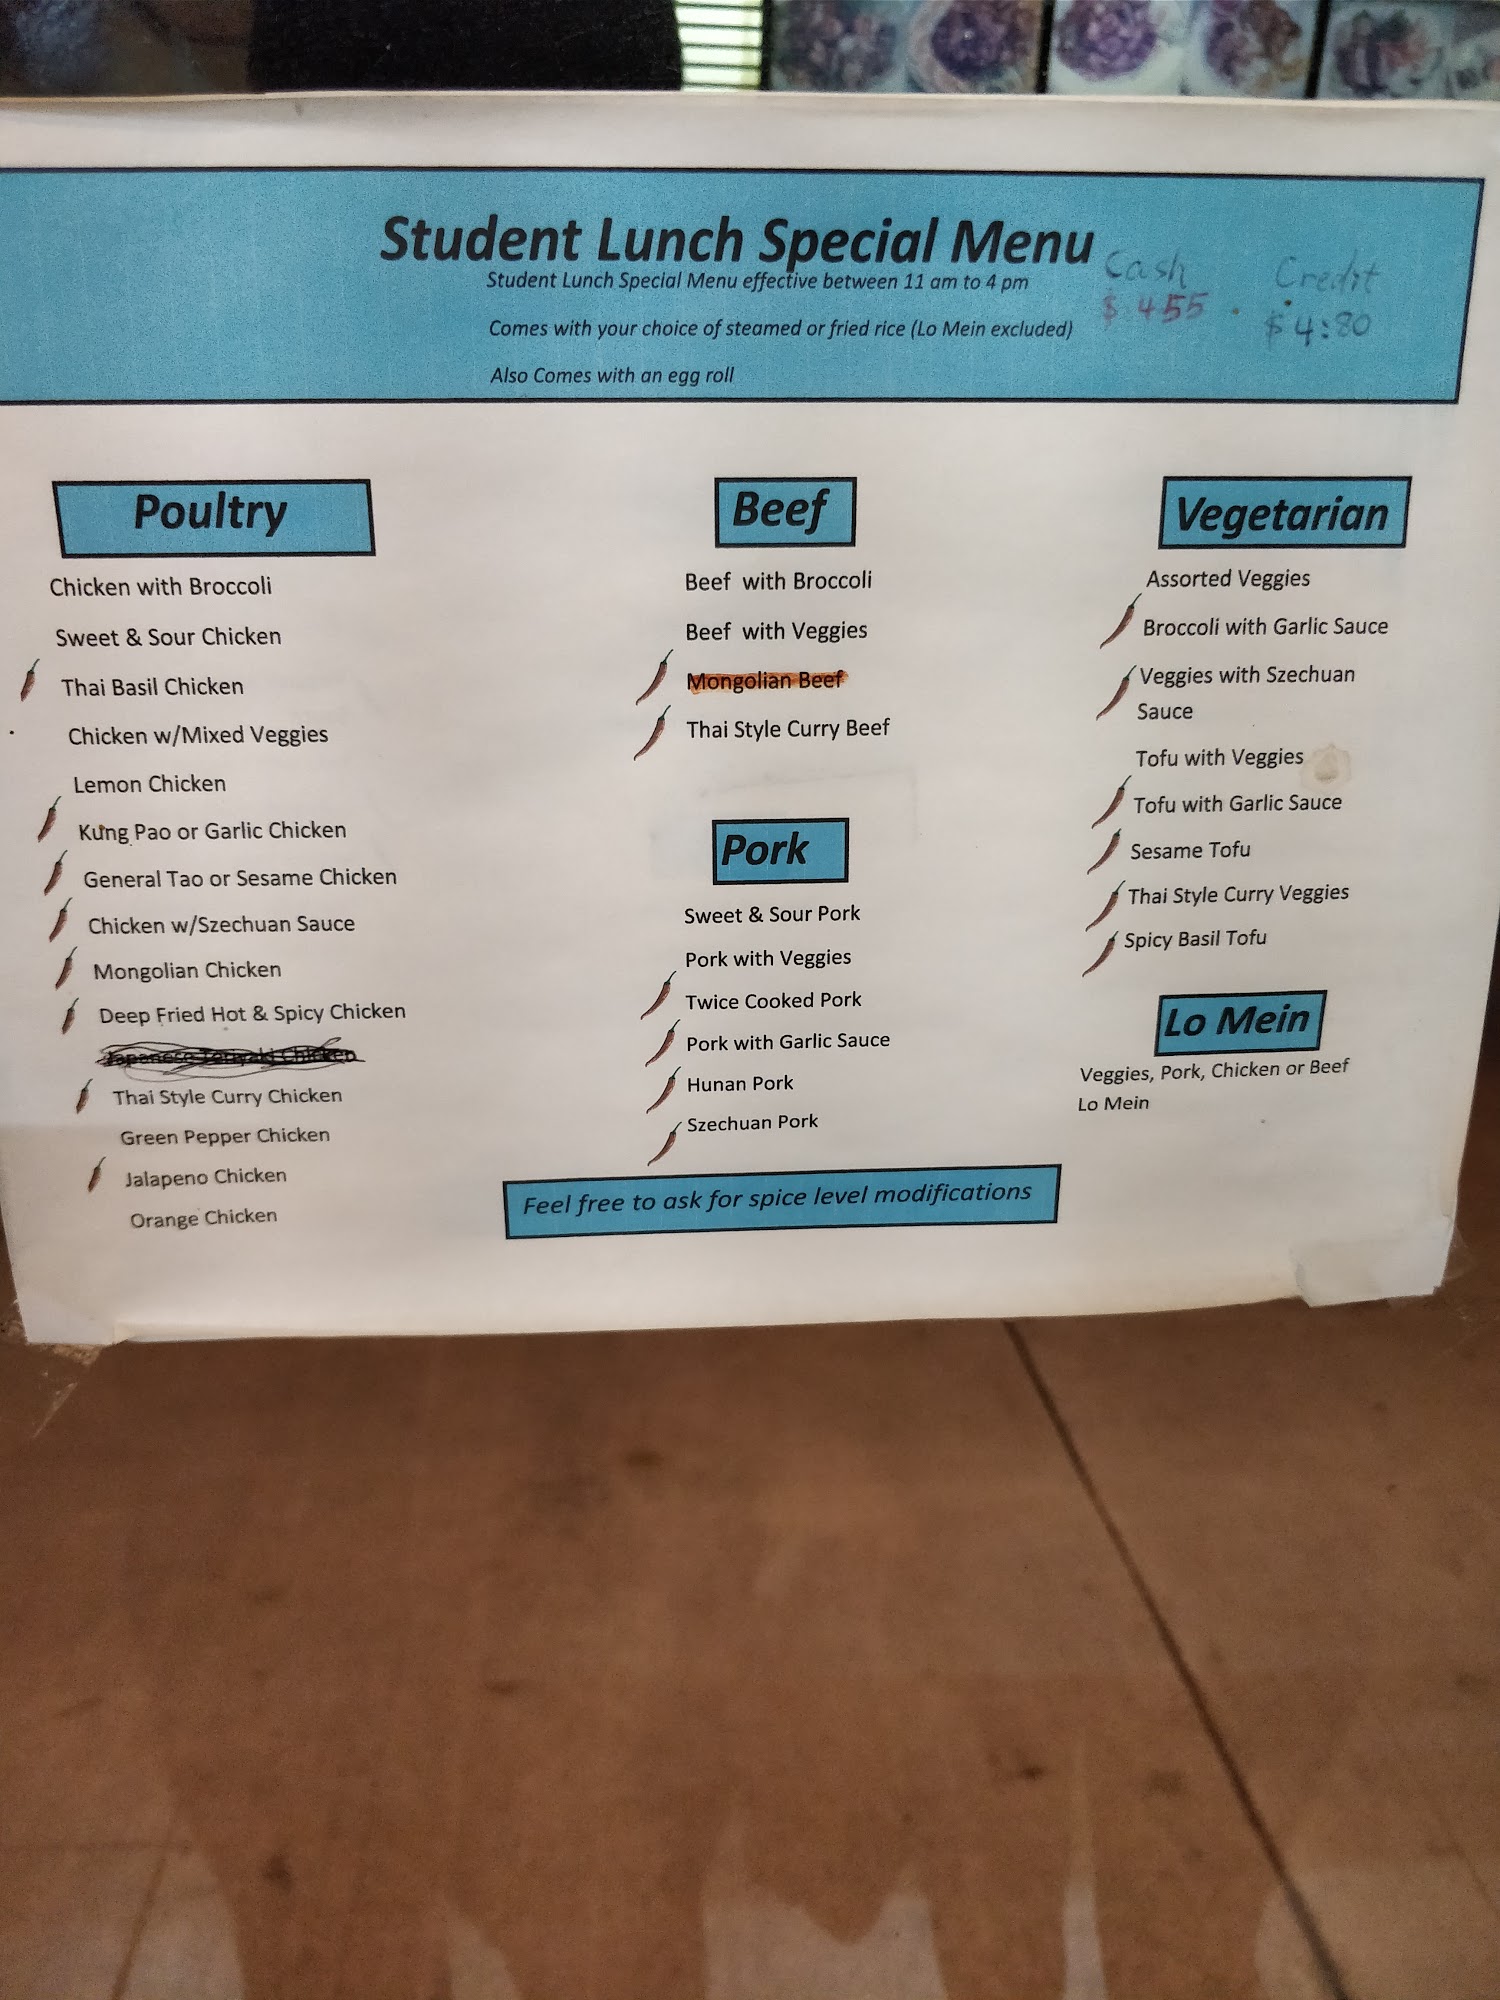 Student Lunch Special Menu
Student Lunch Special Menu effective between 11 am to 4 pm
Cash
Credit
$ 455
$ 4:80
Comes with your choice of steamed or fried rice (Lo Mein excluded)
Also Comes with an egg roll
Poultry
Chicken with Broccoli
Sweet & Sour Chicken
Thai Basil Chicken
Chicken w/Mixed Veggies
Lemon Chicken
Kung Pao or Garlic Chicken
General Tao or Sesame Chicken
Chicken w/Szechuan Sauce
Mongolian Chicken
Deep Fried Hot & Spicy Chicken
Japanese Teriyaki Chicken
Thai Style Curry Chicken
Green Pepper Chicken
Jalapeno Chicken
Orange Chicken
Beef
Beef with Broccoli
Beef with Veggies
Mongolian Beef
Thai Style Curry Beef
Pork
Sweet & Sour Pork
Pork with Veggies
Twice Cooked Pork
Pork with Garlic Sauce
Hunan Pork
Szechuan Pork
Vegetarian
Assorted Veggies
Broccoli with Garlic Sauce
Veggies with Szechuan
Sauce
Tofu with Veggies
Tofu with Garlic Sauce
Sesame Tofu
Thai Style Curry Veggies
Spicy Basil Tofu
Lo Mein
Veggies, Pork, Chicken or Beef
Lo Mein
Feel free to ask for spice level modifications